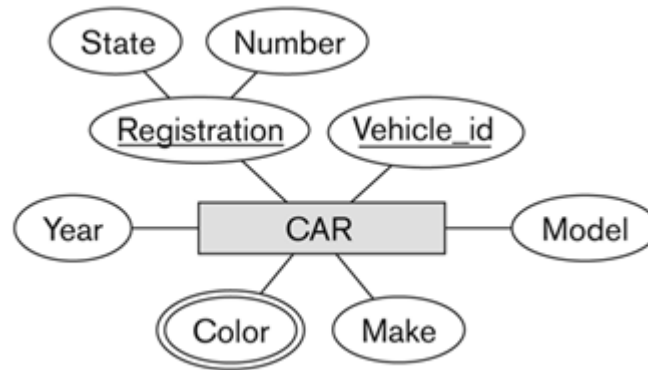 State Number
Registration Vehicle_id
Year CAR Model
Color Make